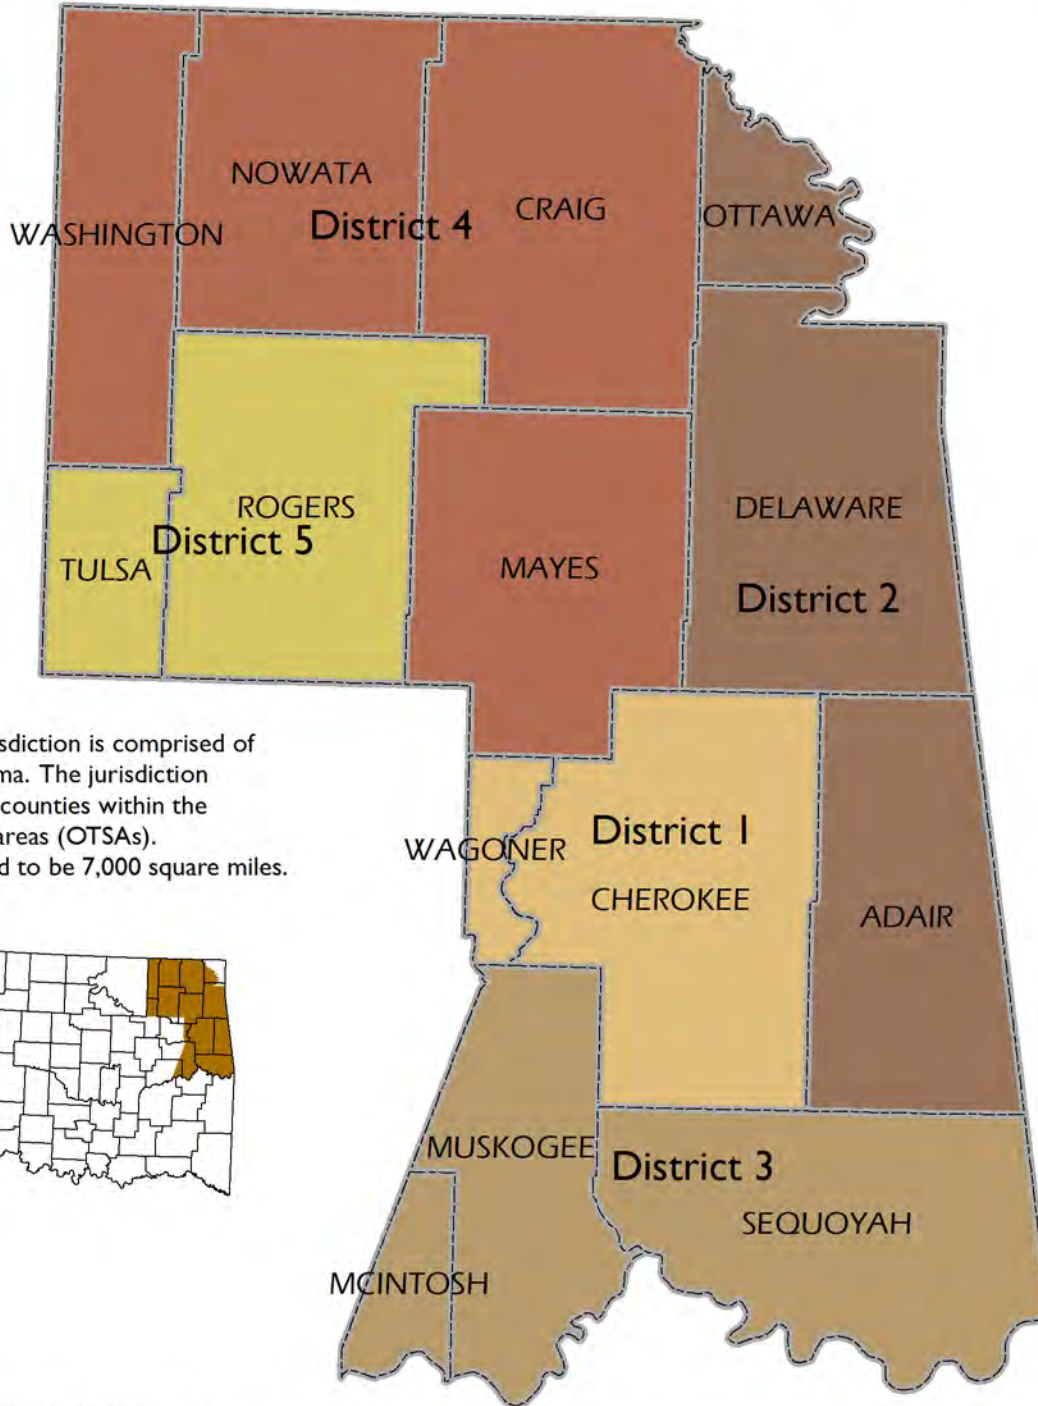 NOWATA
CRAIG
OTTAWA
WASHINGTON
District 4
ROGERS
DELAWARE
District 5
TULSA
MAYES
District 2
sdiction is comprised of
ma. The jurisdiction
counties within the
areas (OTSAs).
d to be 7,000 square miles.
WAGONER
District 1
CHEROKEE
ADAIR
MUSKOGEE
District 3
SEQUOYAH
MCINTOSH